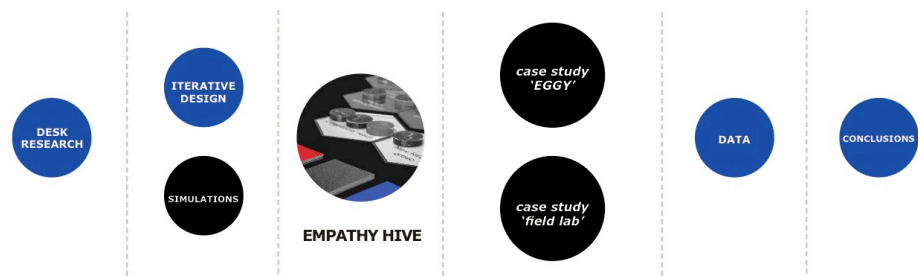 DESK
RESEARCH
ITERATIVE
DESIGN
SIMULATIONS
EMPATHY HIVE
case study
'EGGY'
case study
'field lab'
DATA
CONCLUSIONS